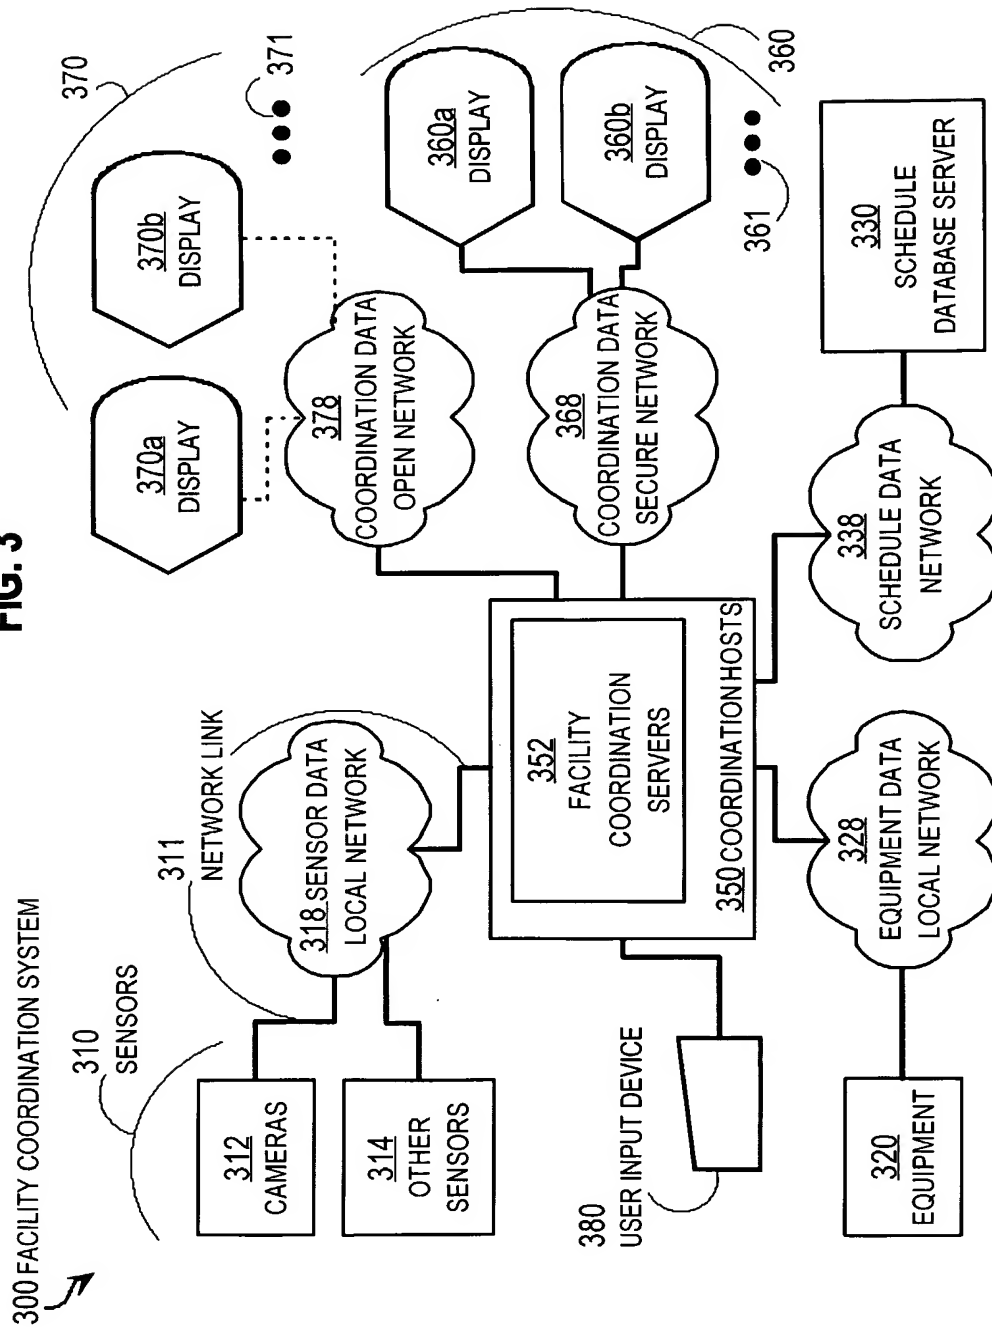 FIG. 3
300 FACILITY COORDINATION SYSTEM
310
SENSORS
312
CAMERAS
314
OTHER
SENSORS
311
NETWORK LINK
318 SENSOR DATA
LOCAL NETWORK
370
370a
DISPLAY
370b
DISPLAY
371
378
COORDINATION DATA
OPEN NETWORK
360a
DISPLAY
360b
DISPLAY
360
361
368
COORDINATION DATA
SECURE NETWORK
352
FACILITY
COORDINATION
SERVERS
350 COORDINATION HOSTS
380
USER INPUT DEVICE
320
EQUIPMENT
328
EQUIPMENT DATA
LOCAL NETWORK
338
SCHEDULE DATA
NETWORK
330
SCHEDULE
DATABASE SERVER